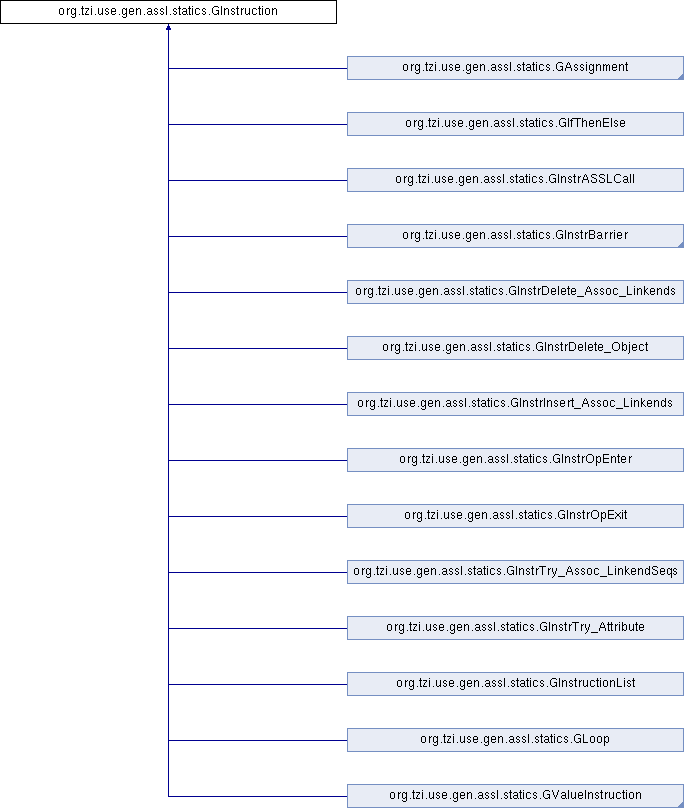 org.tzi.use.gen.assl.statics.GInstruction
org.tzi.use.gen.assl.statics.GAssignment
org.tzi.use.gen.assl.statics.GIfThenElse
org.tzi.use.gen.assl.statics.GInstrASSLCall
org.tzi.use.gen.assl.statics.GInstrBarrier
org.tzi.use.gen.assl.statics.GInstrDelete_Assoc_Linkends
org.tzi.use.gen.assl.statics.GInstrDelete_Object
org.tzi.use.gen.assl.statics.GInstrInsert_Assoc_Linkends
org.tzi.use.gen.assl.statics.GInstrOpEnter
org.tzi.use.gen.assl.statics.GInstrOpExit
org.tzi.use.gen.assl.statics.GInstrTry_Assoc_LinkendSeqs
org.tzi.use.gen.assl.statics.GInstrTry_Attribute
org.tzi.use.gen.assl.statics.GInstructionList
org.tzi.use.gen.assl.statics.GLoop
org.tzi.use.gen.assl.statics.GValueInstruction